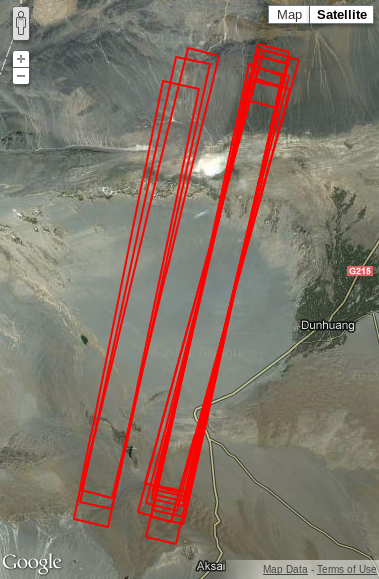 Map
Satellite
G215
Dunhuang
Aksai
Google
Map Data - Terms of Use